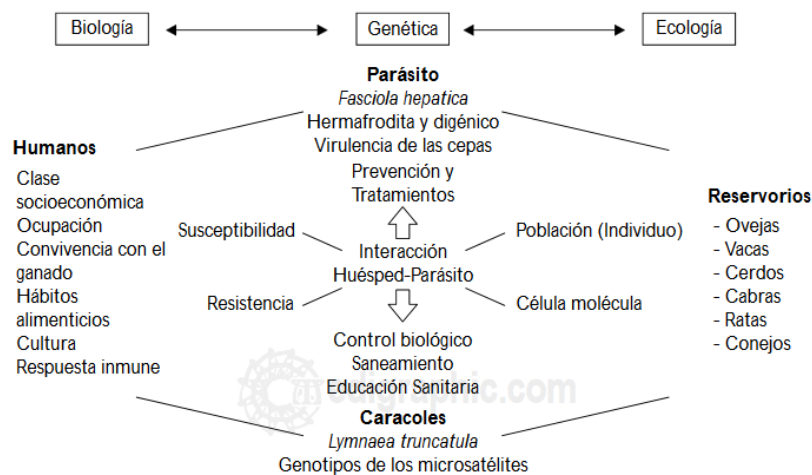 Biología
Genética
Ecología
Parásito
Fasciola hepatica
Hermafrodita y digénico
Virulencia de las cepas
Prevención y
Tratamientos
Humanos
Clase
socioeconómica
Ocupación
Convivencia con el
ganado
Hábitos
alimenticios
Cultura
Respuesta inmune
Susceptibilidad
Resistencia
Interacción
Huésped-Parásito
Población (Individuo)
Célula molécula
Reservorios
- Ovejas
- Vacas
- Cerdos
- Cabras
- Ratas
- Conejos
Control biológico
Saneamiento
Educación Sanitaria
edigraphic.com
Caracoles
Lymnaea truncatula
Genotipos de los microsatélites